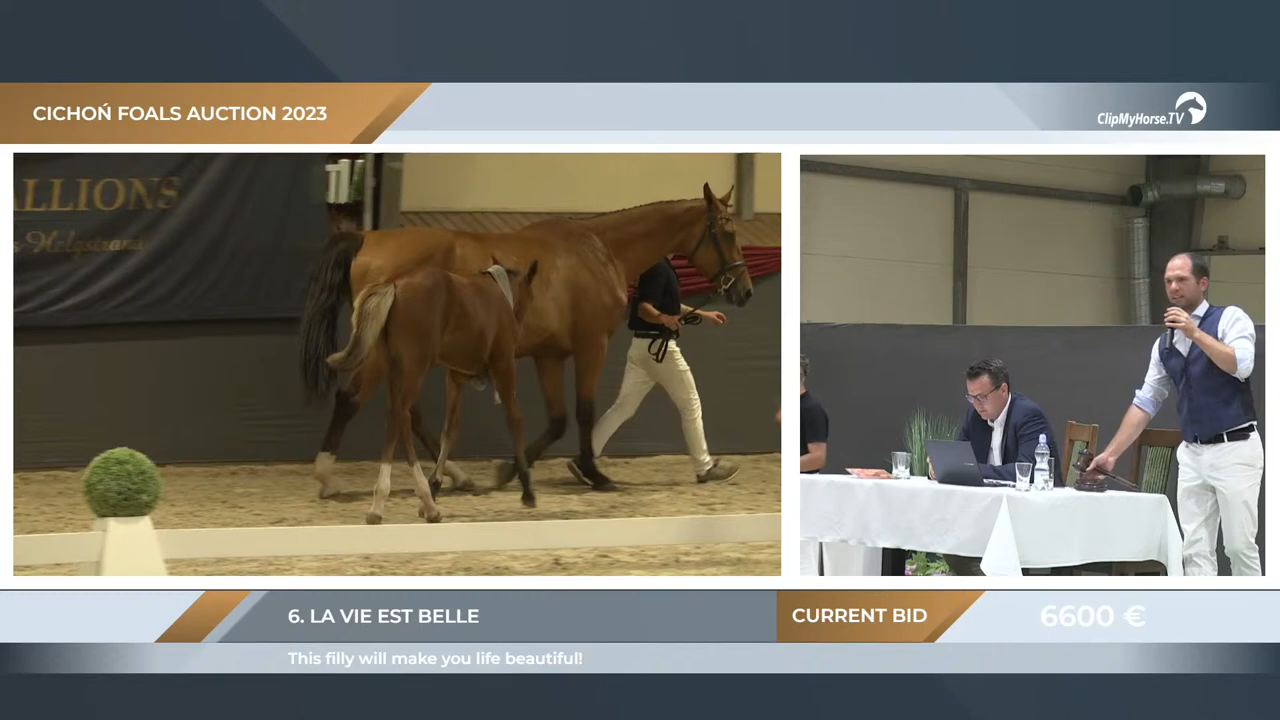 CICHOŃ FOALS AUCTION 2023
ClipMyHorse.TV
ALLIONS
Helgstrand
6. LA VIE EST BELLE
CURRENT BID
6600 €
This filly will make you life beautiful!